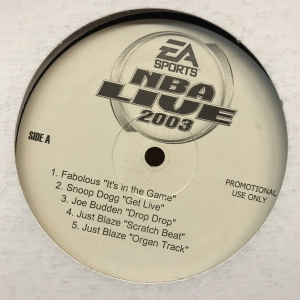 EA
SPORTS
NBA
LIVE
2003
SIDE A
1. Fabolous "It's in the Game"
2. Snoop Dogg "Get Live"
3. Joe Budden "Drop Drop"
4. Just Blaze "Scratch Beat"
5. Just Blaze "Organ Track"
PROMOTIONAL
USE ONLY